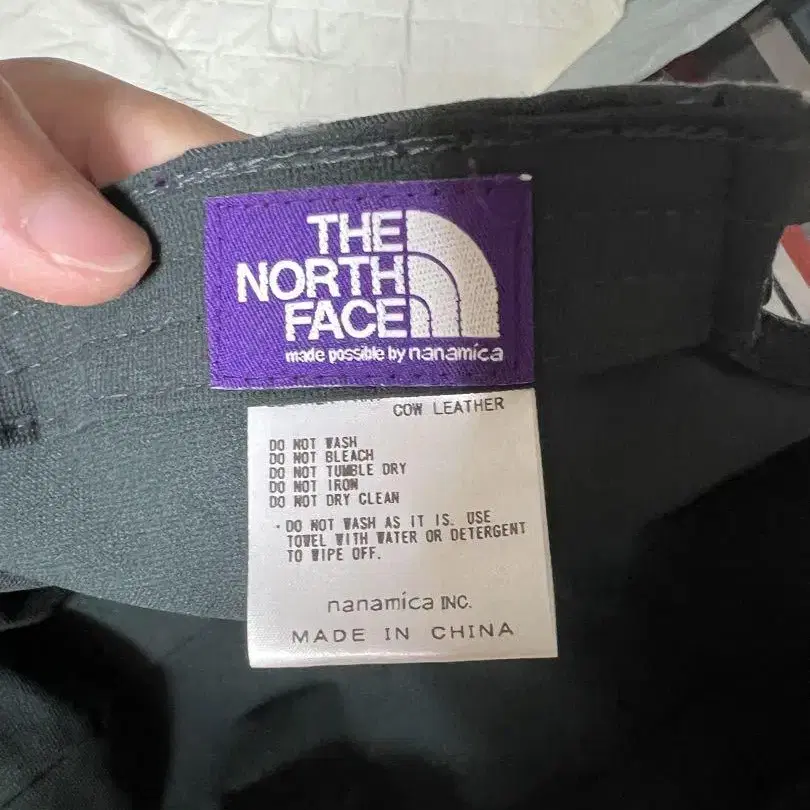 THE
NORTH
FACE
made possible by nanamica
COW LEATHER
DO NOT WASH
DO NOT BLEACH
DO NOT TUMBLE DRY
DO NOT IRON
DO NOT DRY CLEAN
・DO NOT WASH AS IT IS. USE
TOWEL WITH WATER OR DETERGENT
TO WIPE OFF.
nanamica INC.
MADE IN CHINA